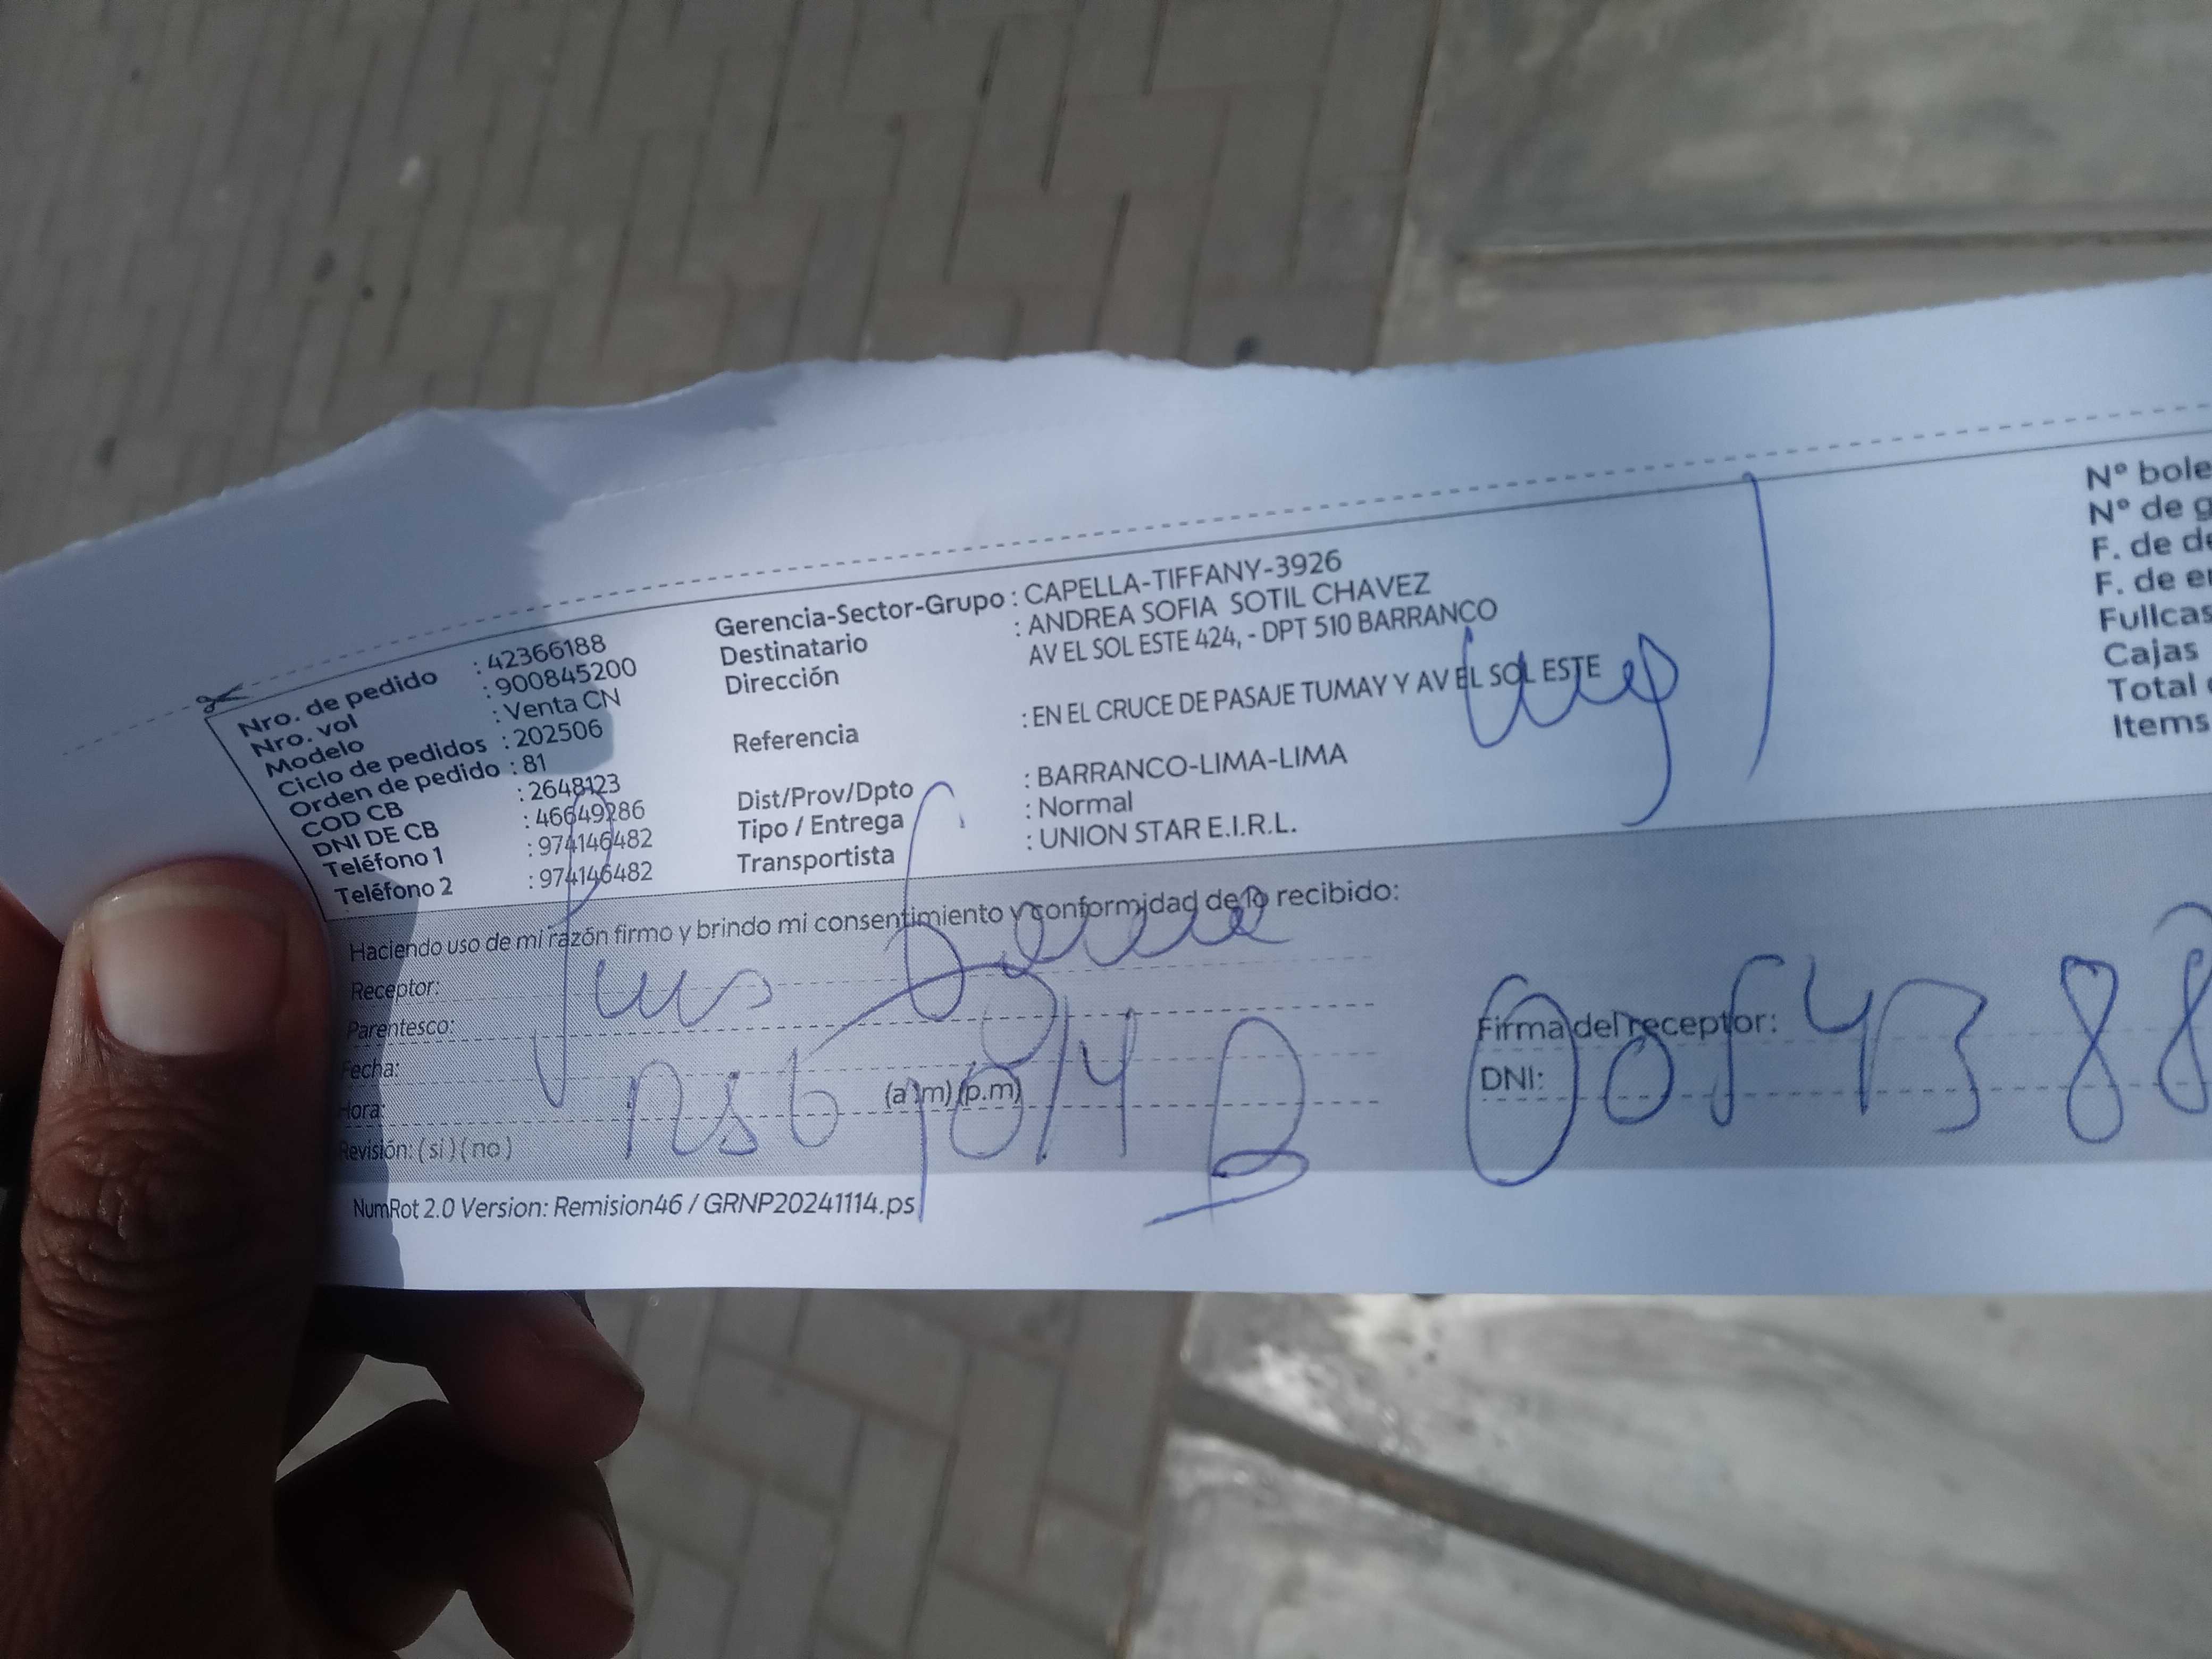 Nro. de pedido : 42366188
Nro. vol : 900845200
Modelo : Venta CN
Ciclo de pedidos : 202506
Orden de pedido : 81
COD CB : 2648123
DNI DE CB : 46649286
Teléfono 1 : 974146482
Teléfono 2 : 974146482
Gerencia-Sector-Grupo : CAPELLA-TIFFANY-3926
Destinatario : ANDREA SOFIA SOTIL CHAVEZ
Dirección AV EL SOL ESTE 424, - DPT 510 BARRANCO
Referencia : EN EL CRUCE DE PASAJE TUMAY Y AV EL SOL ESTE
Dist/Prov/Dpto : BARRANCO-LIMA-LIMA
Tipo / Entrega : Normal
Transportista : UNION STAR E.I.R.L.
Nº
Nº de
F. de
F. de
Cajas
Total
Items
Haciendo uso de mi razón firmo y brindo mi consentimiento y conformidad de lo recibido:
Receptor:
Parentesco:
Fecha:
Hora: (a.m) (p.m)
Revisión: ( si ) ( no )
Luis
Firma del receptor:
DNI:
NumRot 2.0 Version: Remision46 / GRNP20241114.ps